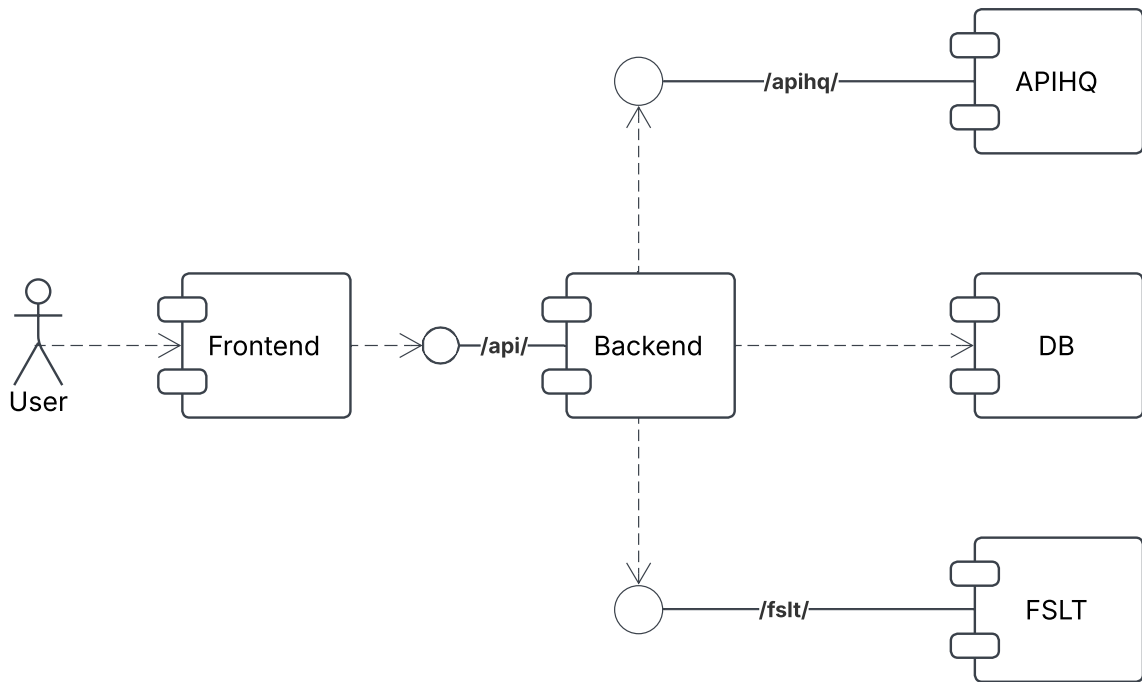 /apihq/
APIHQ
User
Frontend
/api/
Backend
DB
/fslt/
FSLT